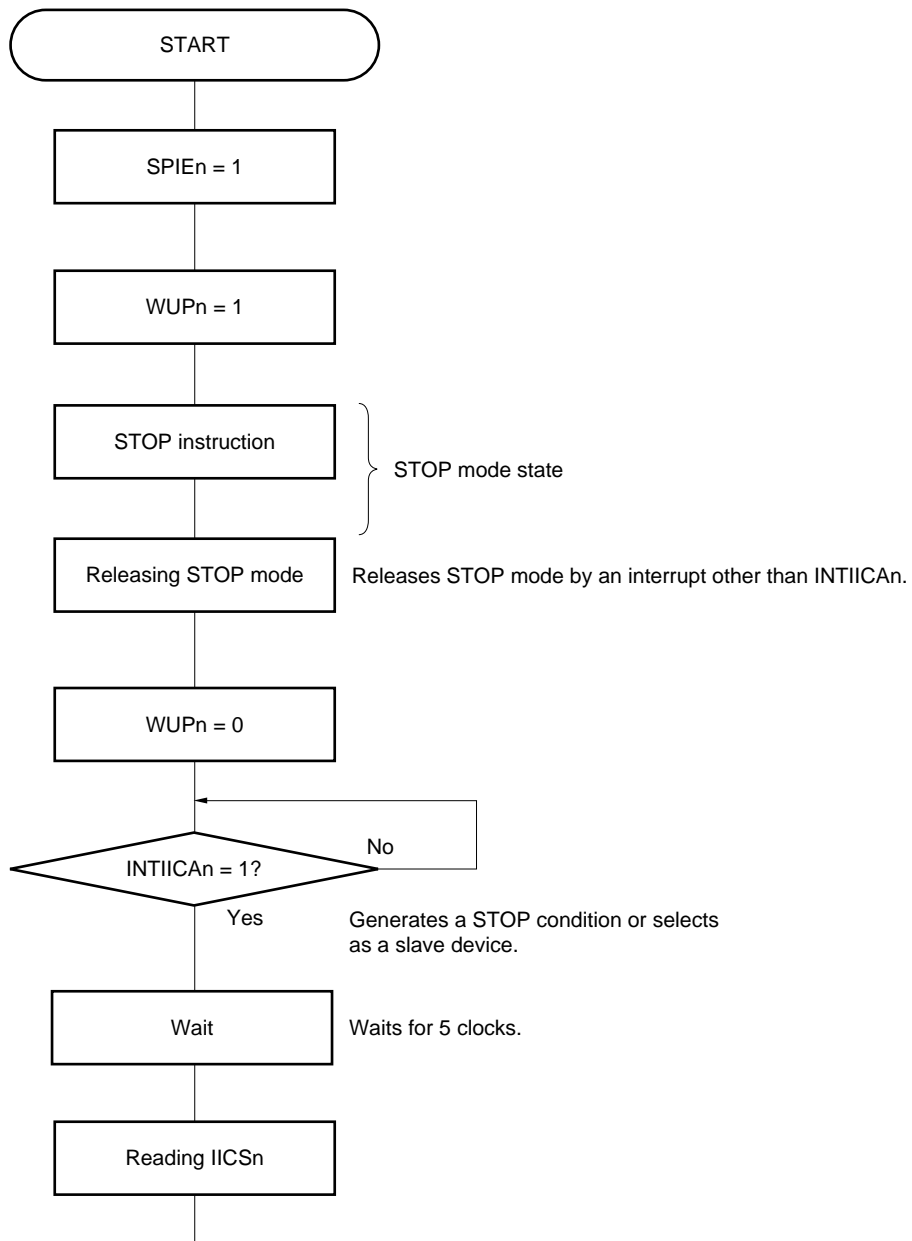 START
SPIEn = 1
WUPn = 1
STOP instruction
STOP mode state
Releasing STOP mode
Releases STOP mode by an interrupt other than INTIICAn.
WUPn = 0
No
INTIICAn = 1?
Yes
Generates a STOP condition or selects
as a slave device.
Wait
Waits for 5 clocks.
Reading IICSn